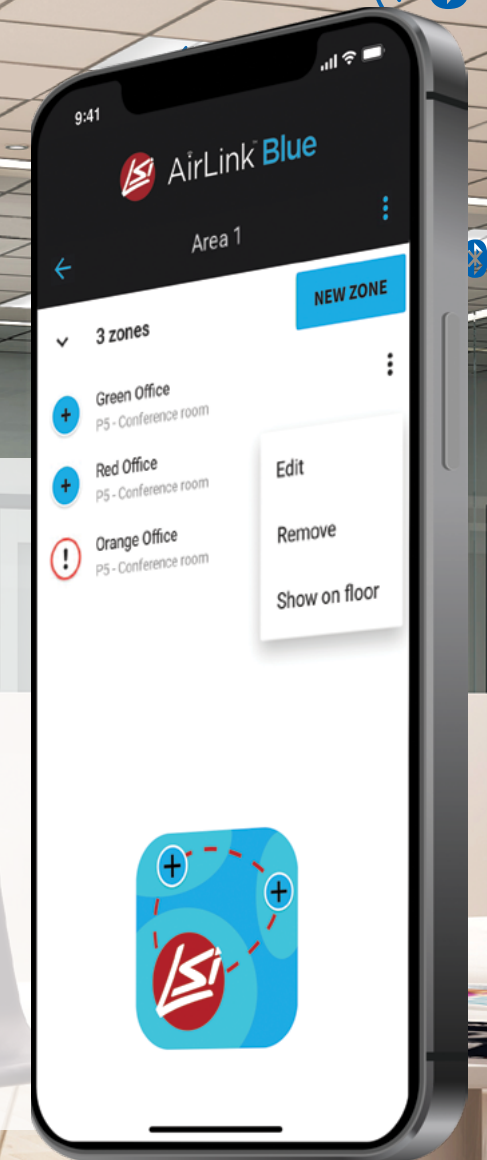 9:41
LSI AirLink™ Blue
Area 1
3 zones
NEW ZONE
Green Office
P5 - Conference room
Red Office
P5 - Conference room
Orange Office
P5 - Conference room
Edit
Remove
Show on floor
LSI